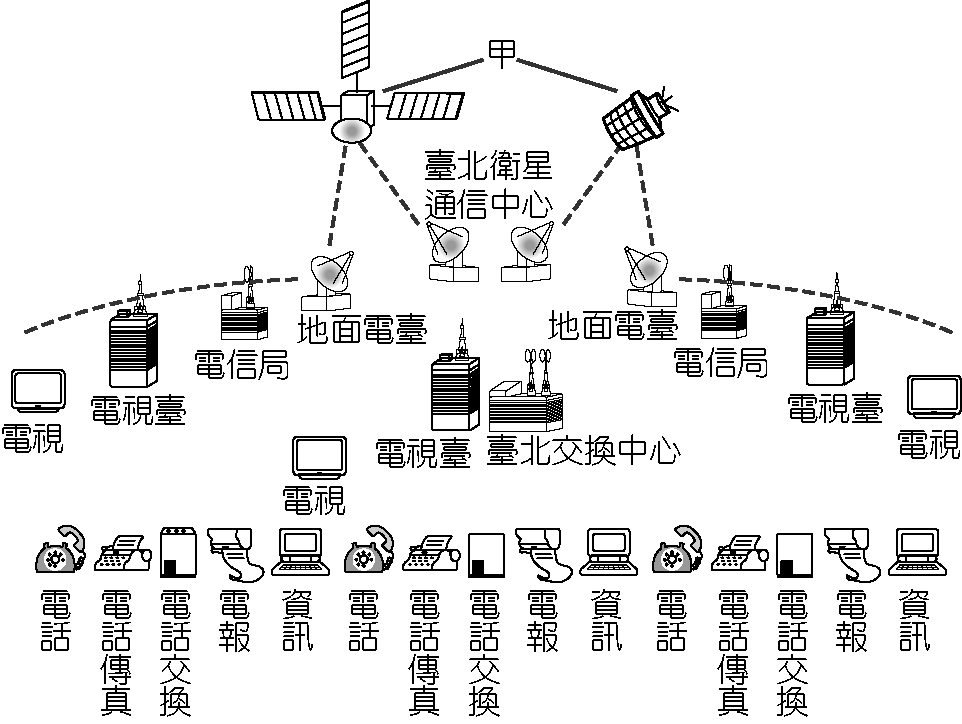 甲
臺北衛星
通信中心
地面電臺
地面電臺
電信局
電信局
電視臺
電視臺
電視
電視
電視臺
臺北交換中心
電視
電話
電話傳真
電話交換
電報
資訊
電話
電話傳真
電話交換
電報
資訊
電話
電話傳真
電話交換
電報
資訊